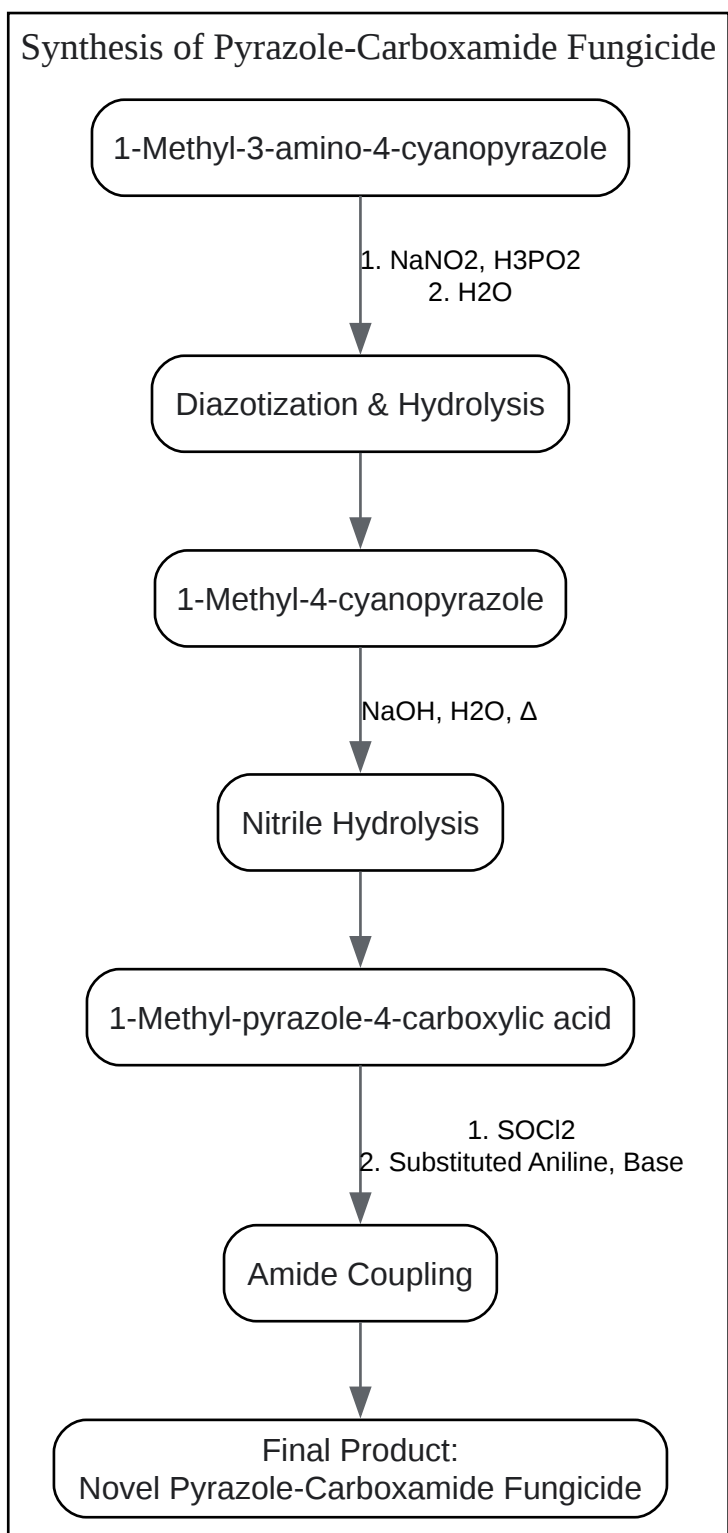 Synthesis of Pyrazole-Carboxamide Fungicide
1-Methyl-3-amino-4-cyanopyrazole
1. NaNO2, H3PO2
2. H2O
Diazotization & Hydrolysis
1-Methyl-4-cyanopyrazole
NaOH, H2O, Δ
Nitrile Hydrolysis
1-Methyl-pyrazole-4-carboxylic acid
1. SOCl2
2. Substituted Aniline, Base
Amide Coupling
Final Product:
Novel Pyrazole-Carboxamide Fungicide